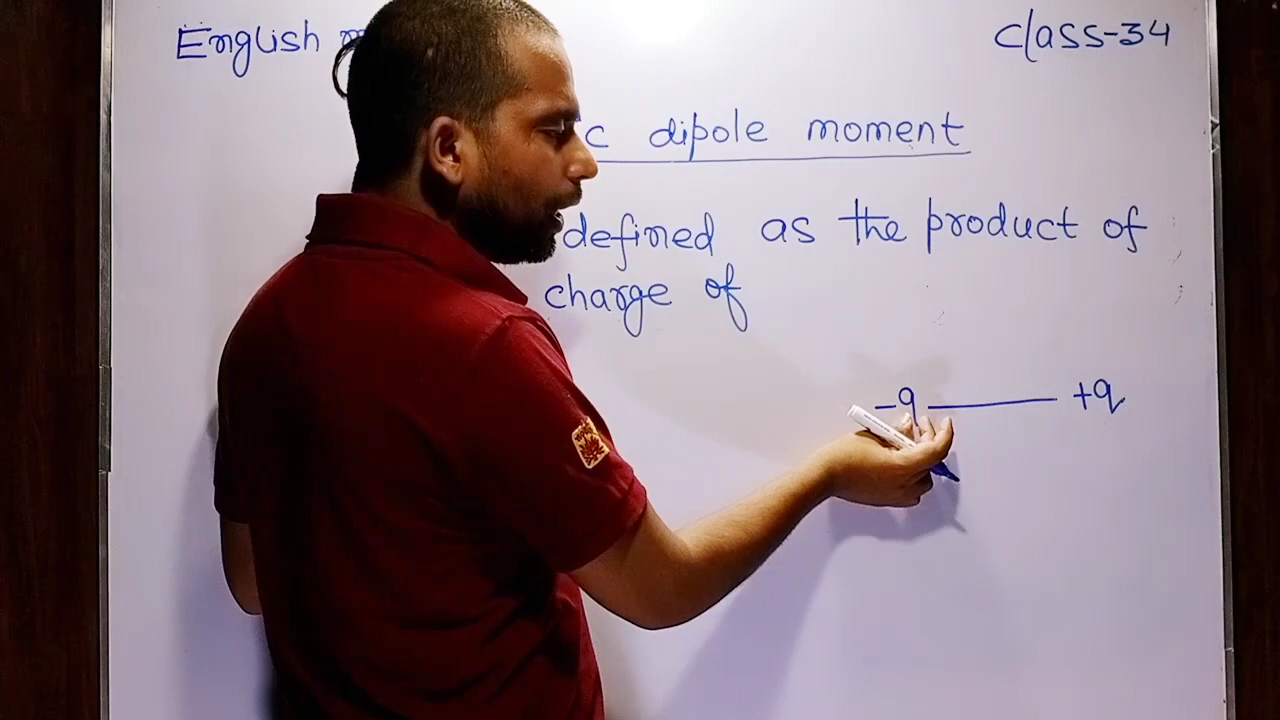 English
class-34
c dipole moment
defined as the product of
charge of
-q +q